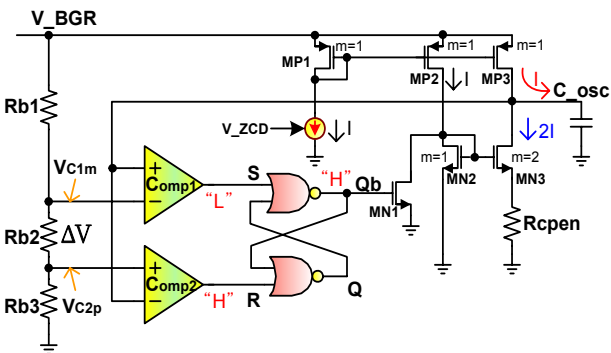 V_BGR
MP1
m=1
m=1
MP2
↓I
m=1
MP3
I
C_osc
Rb1
V_ZCD
↓I
↓2I
VC1m
Comp1
S
"L"
"H"
Qb
MN1
m=1
MN2
m=2
MN3
Rb2
ΔV
Rcpen
Comp2
"H"
R
Q
Rb3
VC2p
+
−
+
−